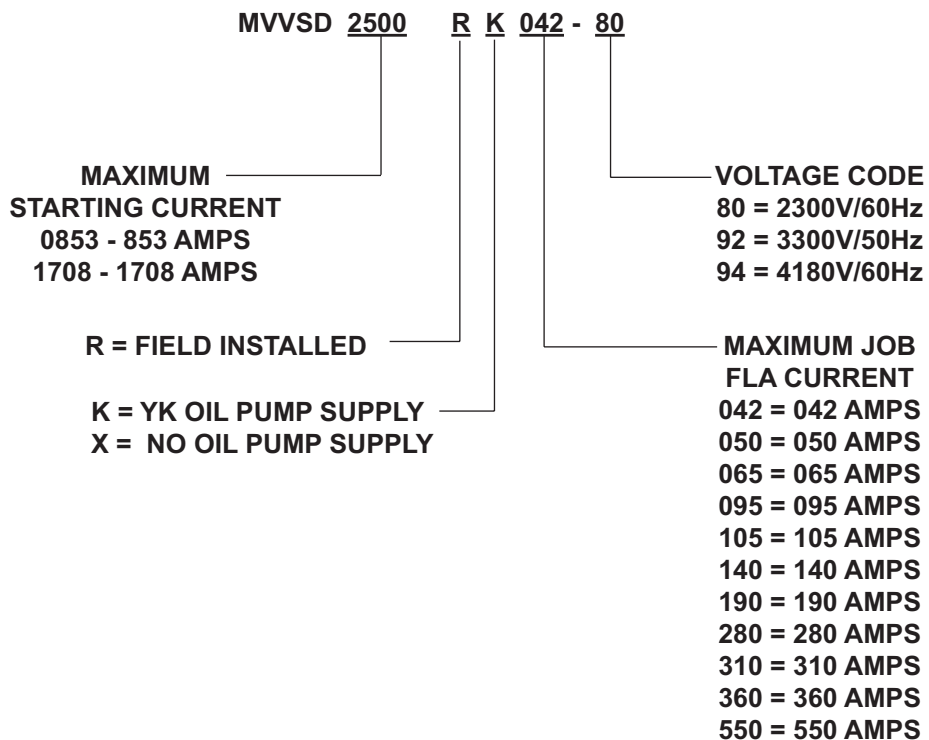 MVVSD 2500 R K 042 - 80
MAXIMUM
STARTING CURRENT
0853 - 853 AMPS
1708 - 1708 AMPS
VOLTAGE CODE
80 = 2300V/60Hz
92 = 3300V/50Hz
94 = 4180V/60Hz
R = FIELD INSTALLED
K = YK OIL PUMP SUPPLY
X = NO OIL PUMP SUPPLY
MAXIMUM JOB
FLA CURRENT
042 = 042 AMPS
050 = 050 AMPS
065 = 065 AMPS
095 = 095 AMPS
105 = 105 AMPS
140 = 140 AMPS
190 = 190 AMPS
280 = 280 AMPS
310 = 310 AMPS
360 = 360 AMPS
550 = 550 AMPS